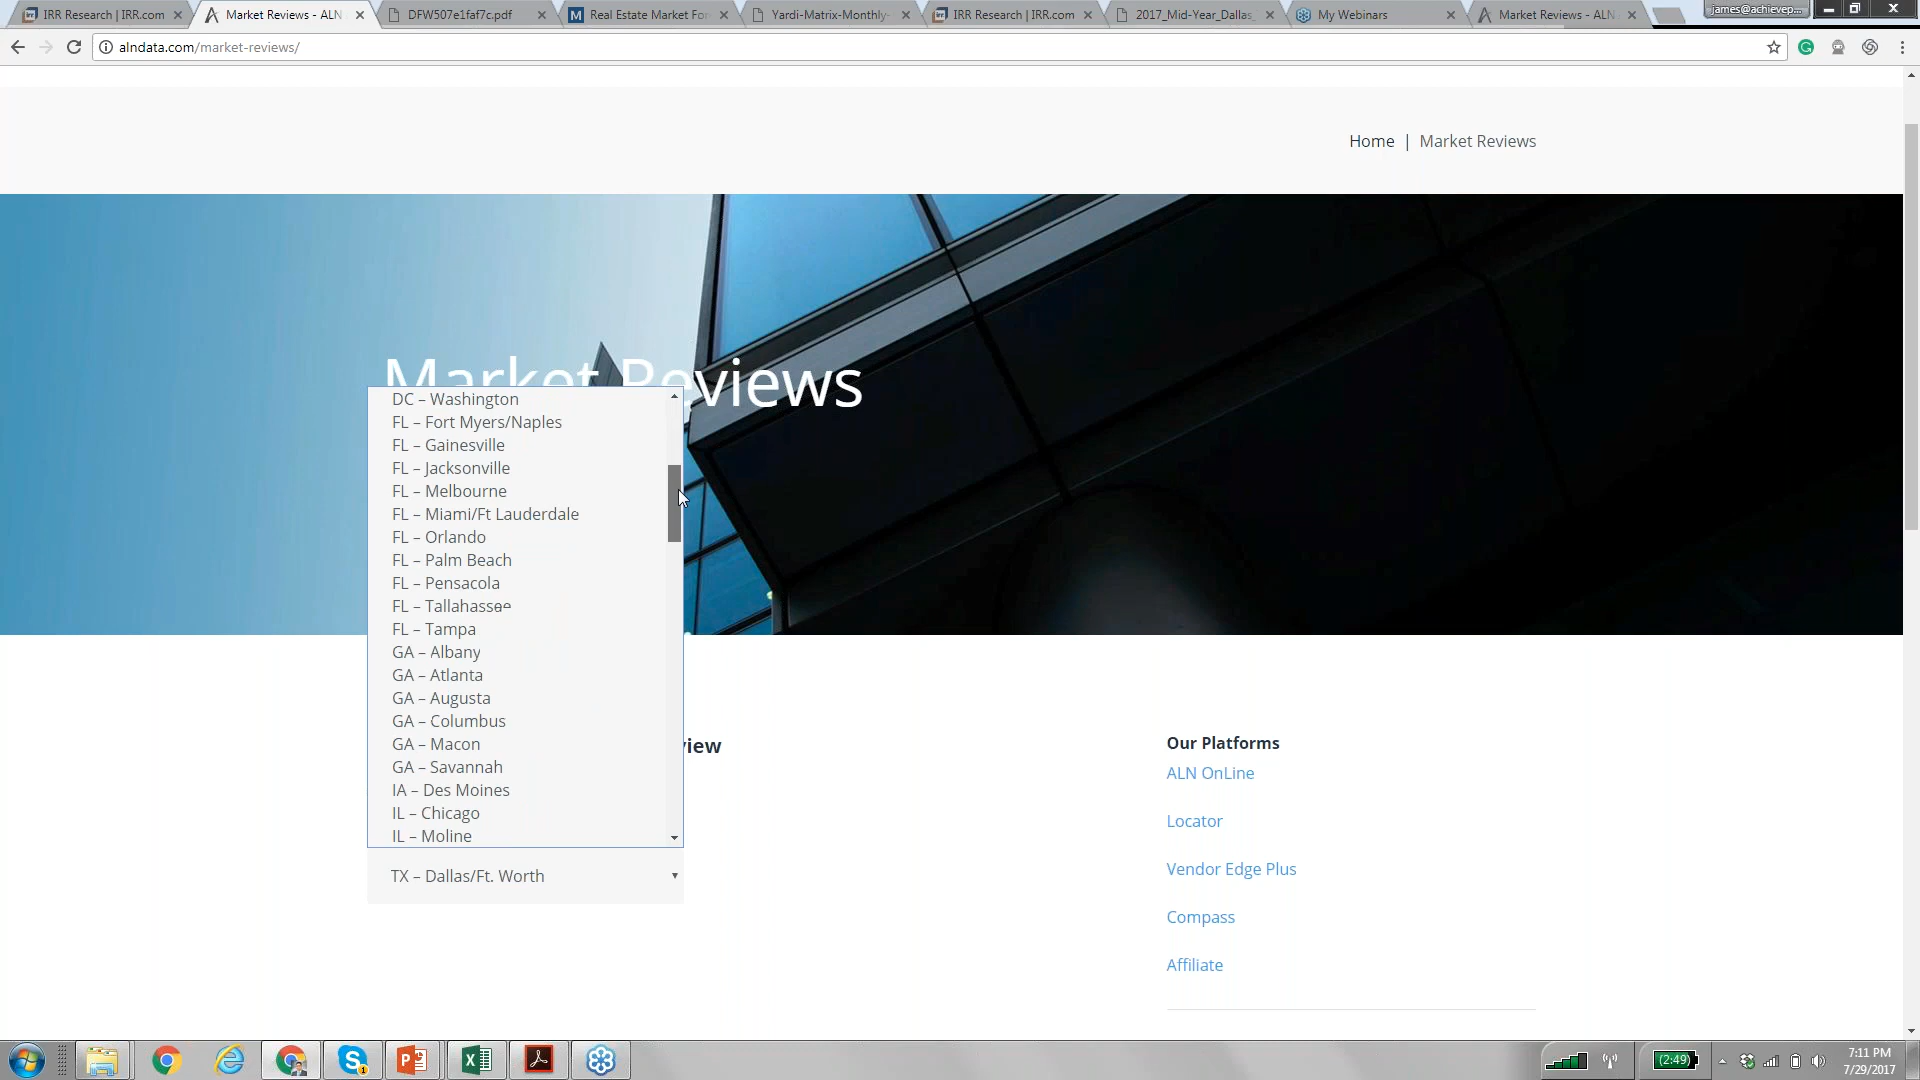 IRR Research | IRR.com
Market Reviews - ALN
DFW507e1faf7c.pdf
Real Estate Market For
Yardi-Matrix-Monthly-
IRR Research | IRR.com
2017_Mid-Year_Dallas_
My Webinars
Market Reviews - ALN
james@achievep...
alndata.com/market-reviews/
Home | Market Reviews
Market Reviews
DC – Washington
FL – Fort Myers/Naples
FL – Gainesville
FL – Jacksonville
FL – Melbourne
FL – Miami/Ft Lauderdale
FL – Orlando
FL – Palm Beach
FL – Pensacola
FL – Tallahassee
FL – Tampa
GA – Albany
GA – Atlanta
GA – Augusta
GA – Columbus
GA – Macon
GA – Savannah
IA – Des Moines
IL – Chicago
IL – Moline
TX – Dallas/Ft. Worth
view
Our Platforms
ALN OnLine
Locator
Vendor Edge Plus
Compass
Affiliate
(2:49)
7:11 PM
7/29/2017